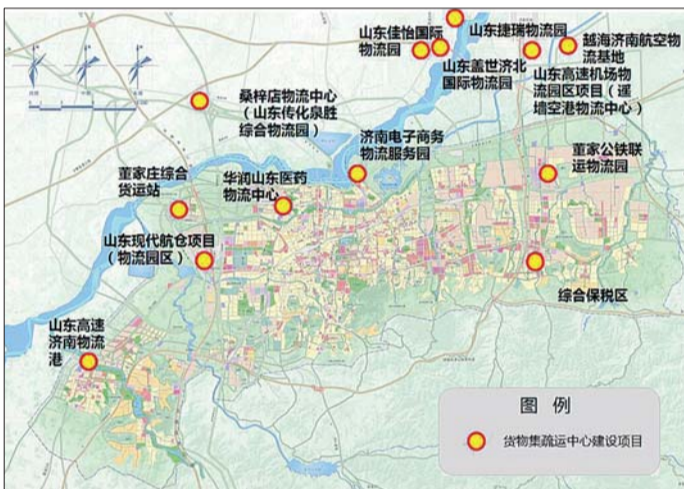 山东佳怡国际
物流园
山东捷瑞物流园
山东盖世济北
国际物流园
越海济南航空物
流基地
山东高速机场物
流园区项目（遥
墙空港物流中心）
桑梓店物流中心
（山东传化泉胜
综合物流园）
济南电子商务
物流服务园
董家公铁联
运物流园
董家庄综合
货运站
华润山东医药
物流中心
山东现代航仓项目
（物流园区）
综合保税区
山东高速
济南物流
港
图 例
货物集疏运中心建设项目